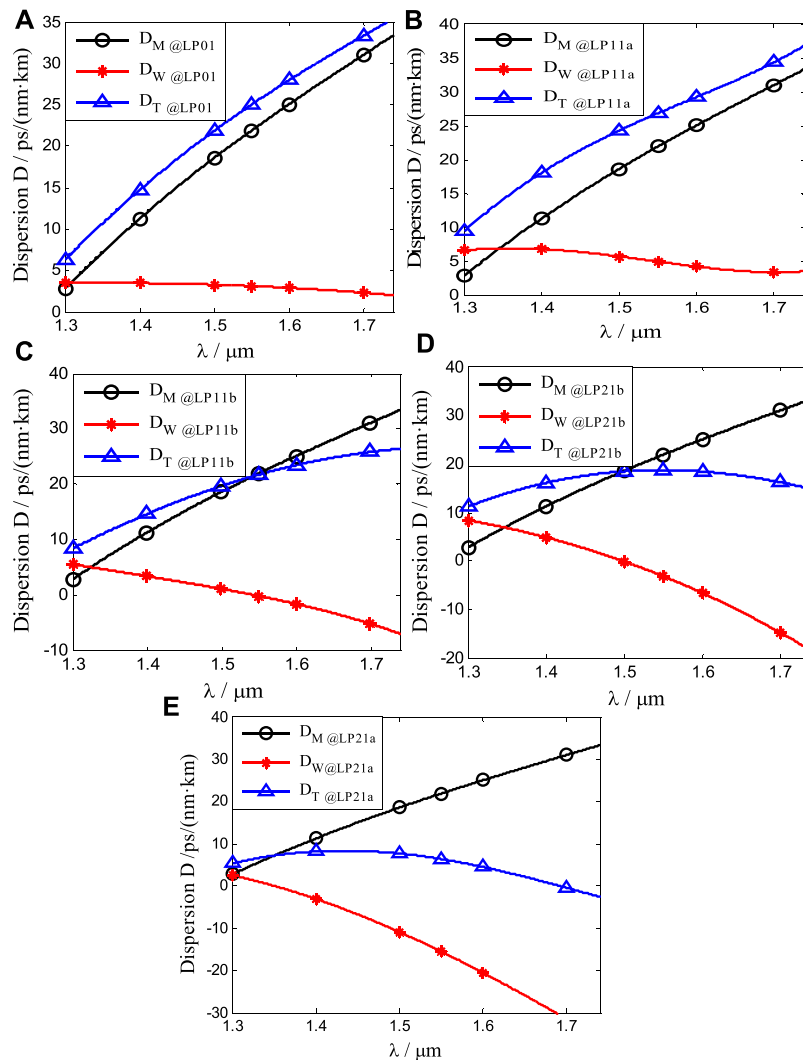 A
Dispersion D / ps/(nm·km)
35
30
25
20
15
10
5
0
D_M @LP01
D_W @LP01
D_T @LP01
1.3 1.4 1.5 1.6 1.7
λ / μm
B
Dispersion D / ps/(nm·km)
40
35
30
25
20
15
10
5
0
D_M @LP11a
D_W @LP11a
D_T @LP11a
1.3 1.4 1.5 1.6 1.7
λ / μm
C
Dispersion D / ps/(nm·km)
40
30
20
10
0
-10
D_M @LP11b
D_W @LP11b
D_T @LP11b
1.3 1.4 1.5 1.6 1.7
λ / μm
D
Dispersion D / ps/(nm·km)
40
30
20
10
0
-10
-20
D_M @LP21b
D_W @LP21b
D_T @LP21b
1.3 1.4 1.5 1.6 1.7
λ / μm
E
Dispersion D /ps/(nm·km)
40
30
20
10
0
-10
-20
-30
D_M @LP21a
D_W@LP21a
D_T @LP21a
1.3 1.4 1.5 1.6 1.7
λ / μm